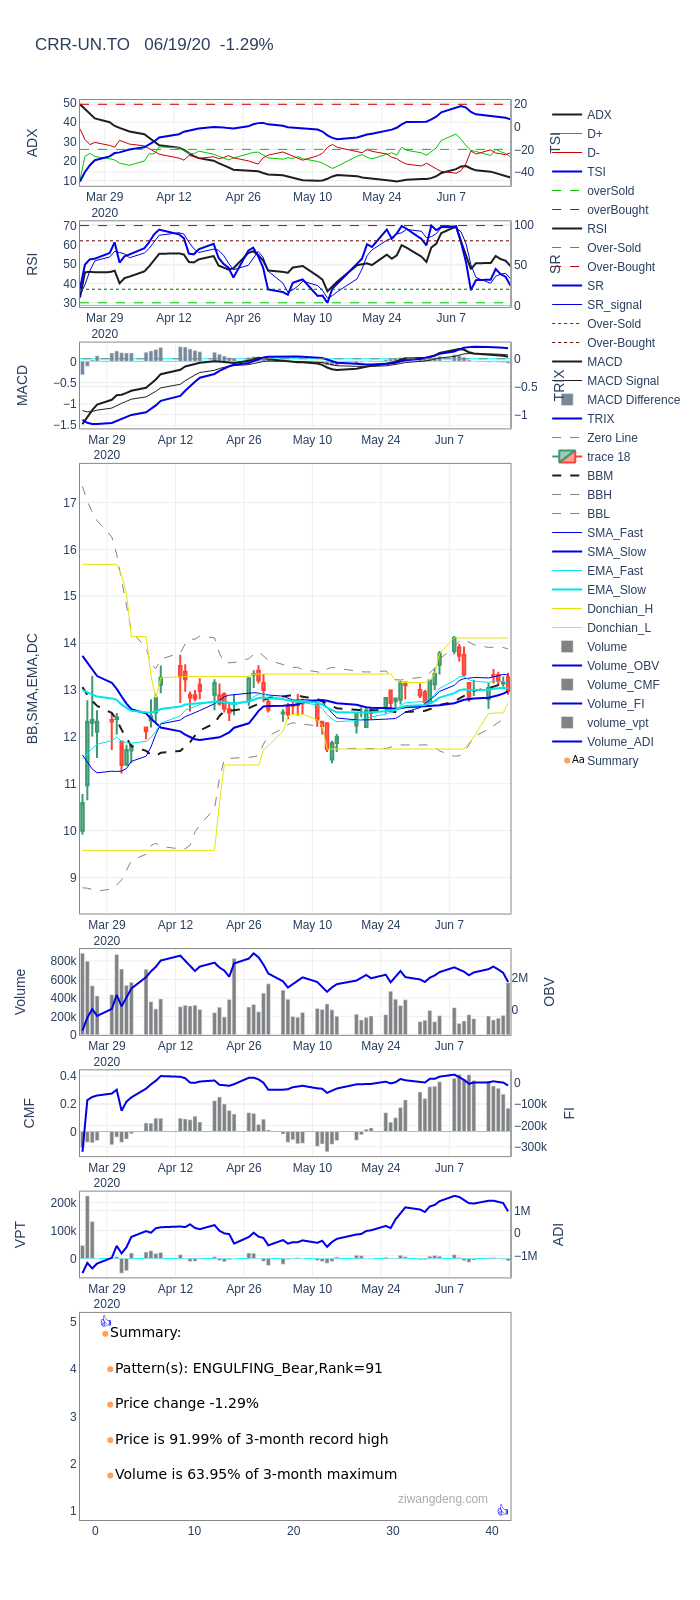 CRR-UN.TO   06/19/20  -1.29%
50
40
30
20
10
ADX
20
0
−20
−40
TSI
Mar 29
2020
Apr 12
Apr 26
May 10
May 24
Jun 7
70
60
50
40
30
RSI
100
50
0
SR
Mar 29
2020
Apr 12
Apr 26
May 10
May 24
Jun 7
0
−0.5
−1
−1.5
MACD
0
−0.5
−1
TRIX
Mar 29
2020
Apr 12
Apr 26
May 10
May 24
Jun 7
17
16
15
14
13
12
11
10
9
BB,SMA,EMA,DC
Mar 29
2020
Apr 12
Apr 26
May 10
May 24
Jun 7
800k
600k
400k
200k
0
Volume
2M
0
OBV
Mar 29
2020
Apr 12
Apr 26
May 10
May 24
Jun 7
0.4
0.2
0
CMF
0
−100k
−200k
−300k
FI
Mar 29
2020
Apr 12
Apr 26
May 10
May 24
Jun 7
200k
100k
0
VPT
1M
0
−1M
ADI
Mar 29
2020
Apr 12
Apr 26
May 10
May 24
Jun 7
5
4
3
2
1
Summary:
Pattern(s): ENGULFING_Bear,Rank=91
Price change -1.29%
Price is 91.99% of 3-month record high
Volume is 63.95% of 3-month maximum
ziwangdeng.com
0
10
20
30
40
ADX
D+
D-
TSI
overSold
overBought
RSI
Over-Sold
Over-Bought
SR
SR_signal
Over-Sold
Over-Bought
MACD
MACD Signal
MACD Difference
TRIX
Zero Line
trace 18
BBM
BBH
BBL
SMA_Fast
SMA_Slow
EMA_Fast
EMA_Slow
Donchian_H
Donchian_L
Volume
Volume_OBV
Volume_CMF
Volume_FI
volume_vpt
Volume_ADI
Aa Summary